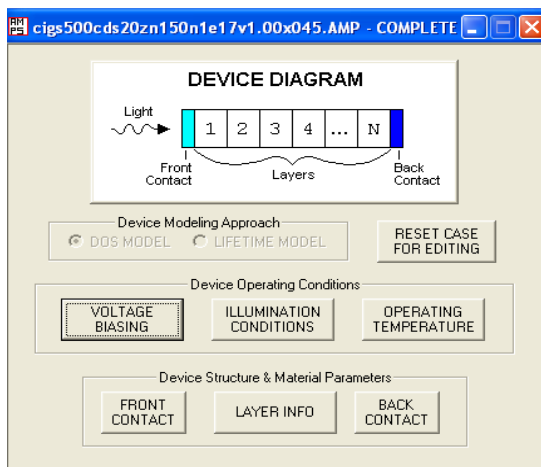 AM
PS
cigs500cds20zn150n1e17v1.00x045.AMP - COMPLETE
DEVICE DIAGRAM
Light
1 2 3 4 ... N
Front
Contact
Layers
Back
Contact
Device Modeling Approach
DOS MODEL
LIFETIME MODEL
RESET CASE
FOR EDITING
Device Operating Conditions
VOLTAGE
BIASING
ILLUMINATION
CONDITIONS
OPERATING
TEMPERATURE
Device Structure & Material Parameters
FRONT
CONTACT
LAYER INFO
BACK
CONTACT